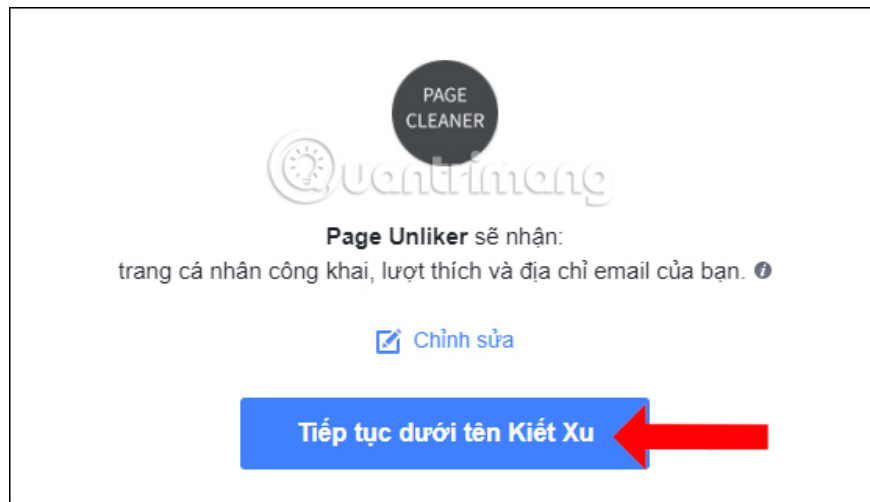 PAGE
CLEANER
Quantrimang
Page Unliker sẽ nhận:
trang cá nhân công khai, lượt thích và địa chỉ email của bạn.
Chỉnh sửa
Tiếp tục dưới tên Kiết Xu